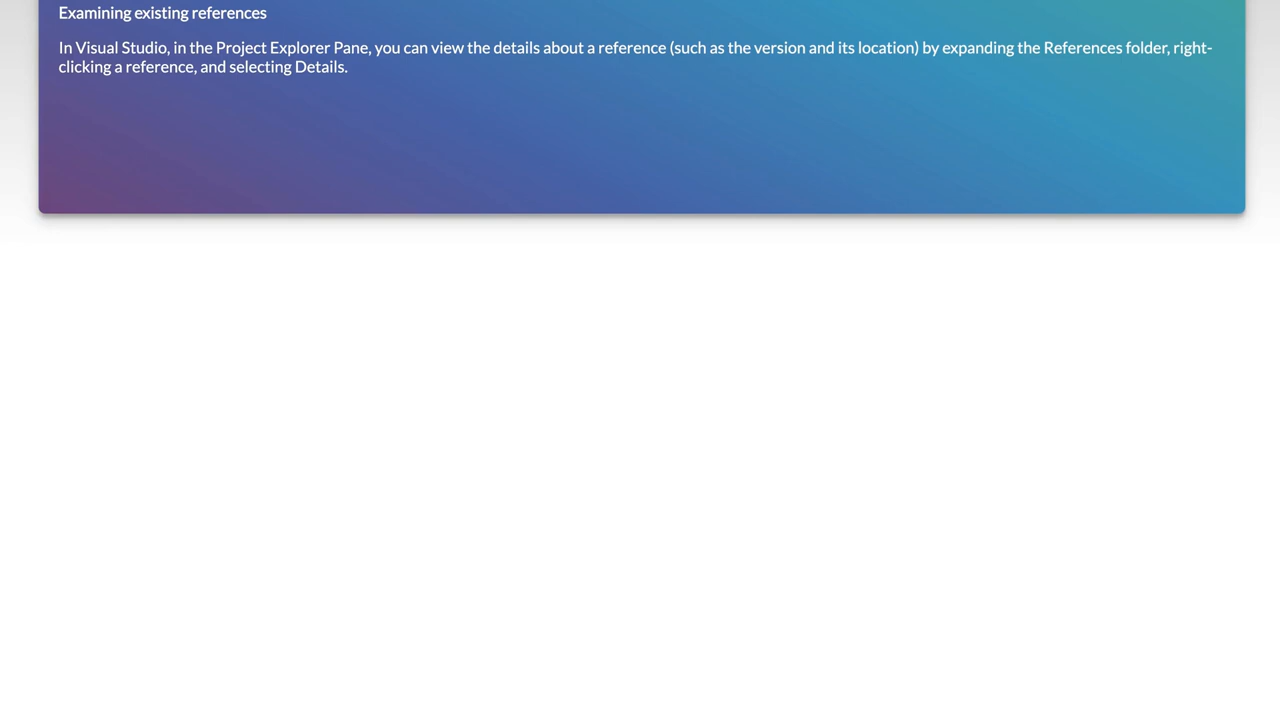 Examining existing references
In Visual Studio, in the Project Explorer Pane, you can view the details about a reference (such as the version and its location) by expanding the References folder, right-
clicking a reference, and selecting Details.